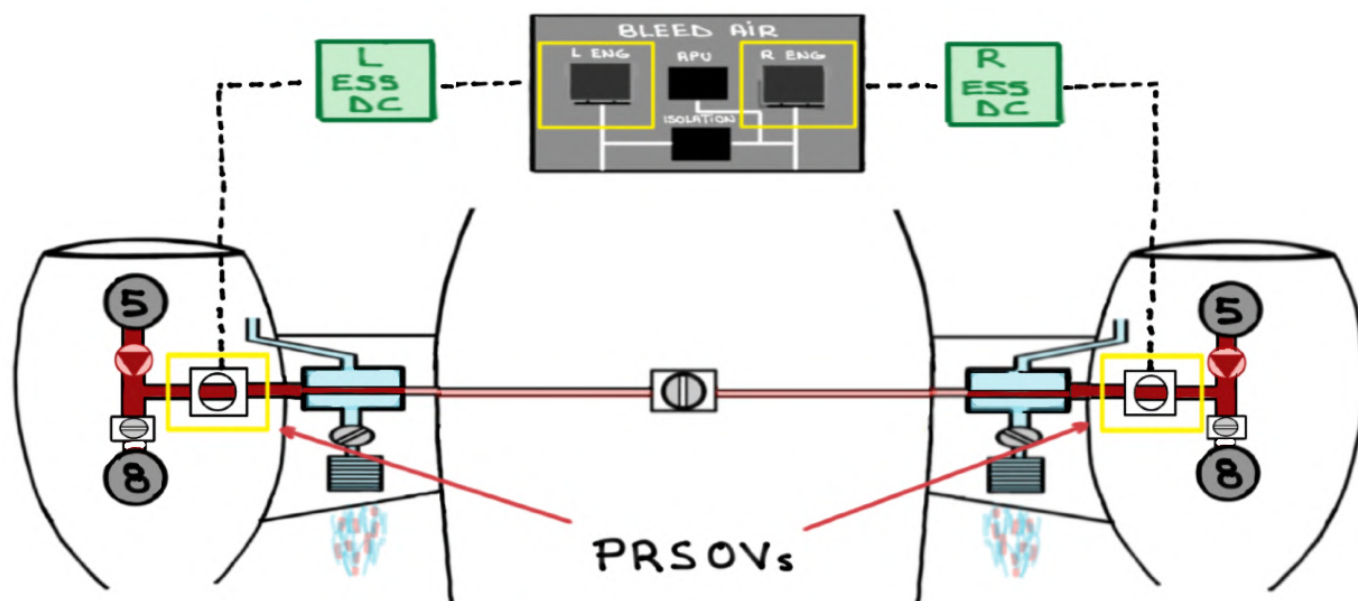 BLEED AIR
L ENG APU R ENG
ISOLATION
L
ESS
DC
R
ESS
DC
5
8
5
8
PRSOVs